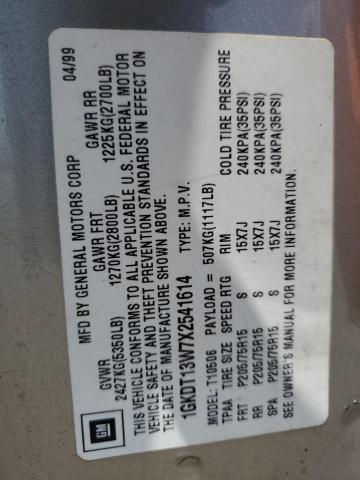 GM
MFD BY GENERAL MOTORS CORP 04/99
GVWR GAWR FRT GAWR RR
2427KG(5350LB) 1270KG(2800LB) 1225KG(2700LB)
THIS VEHICLE CONFORMS TO ALL APPLICABLE U.S. FEDERAL MOTOR
VEHICLE SAFETY AND THEFT PREVENTION STANDARDS IN EFFECT ON
THE DATE OF MANUFACTURE SHOWN ABOVE.
1GKDT13W7X2541614 TYPE: M.P.V.
MODEL: T10506 PAYLOAD = 507KG(1117LB)
TPAA TIRE SIZE SPEED RTG RIM COLD TIRE PRESSURE
FRT P205/75R15 S 15X7J 240KPA(35PSI)
RR P205/75R15 S 15X7J 240KPA(35PSI)
SPA P205/75R15 S 15X7J 240KPA(35PSI)
SEE OWNER'S MANUAL FOR MORE INFORMATION.